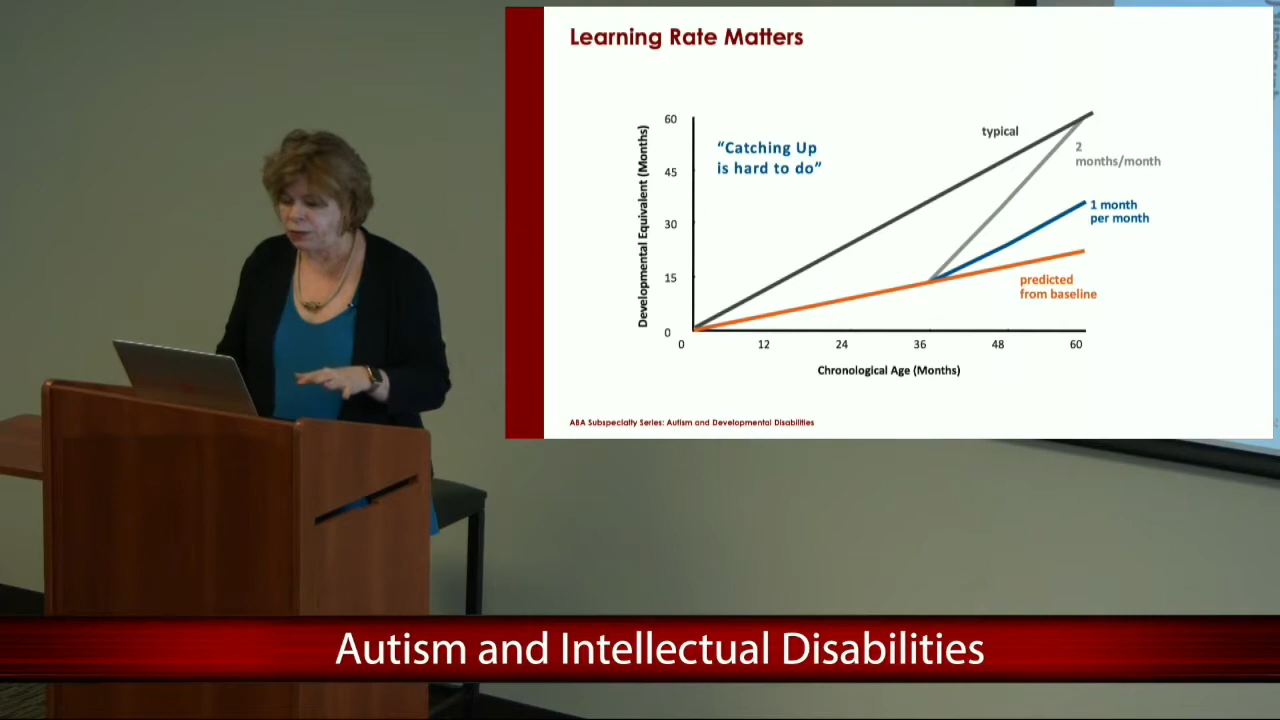 Learning Rate Matters
60
45
30
15
0
Developmental Equivalent (Months)
"Catching Up
is hard to do"
typical
2
months/month
1 month
per month
predicted
from baseline
0 12 24 36 48 60
Chronological Age (Months)
ABA Subspecialty Series: Autism and Developmental Disabilities
Autism and Intellectual Disabilities